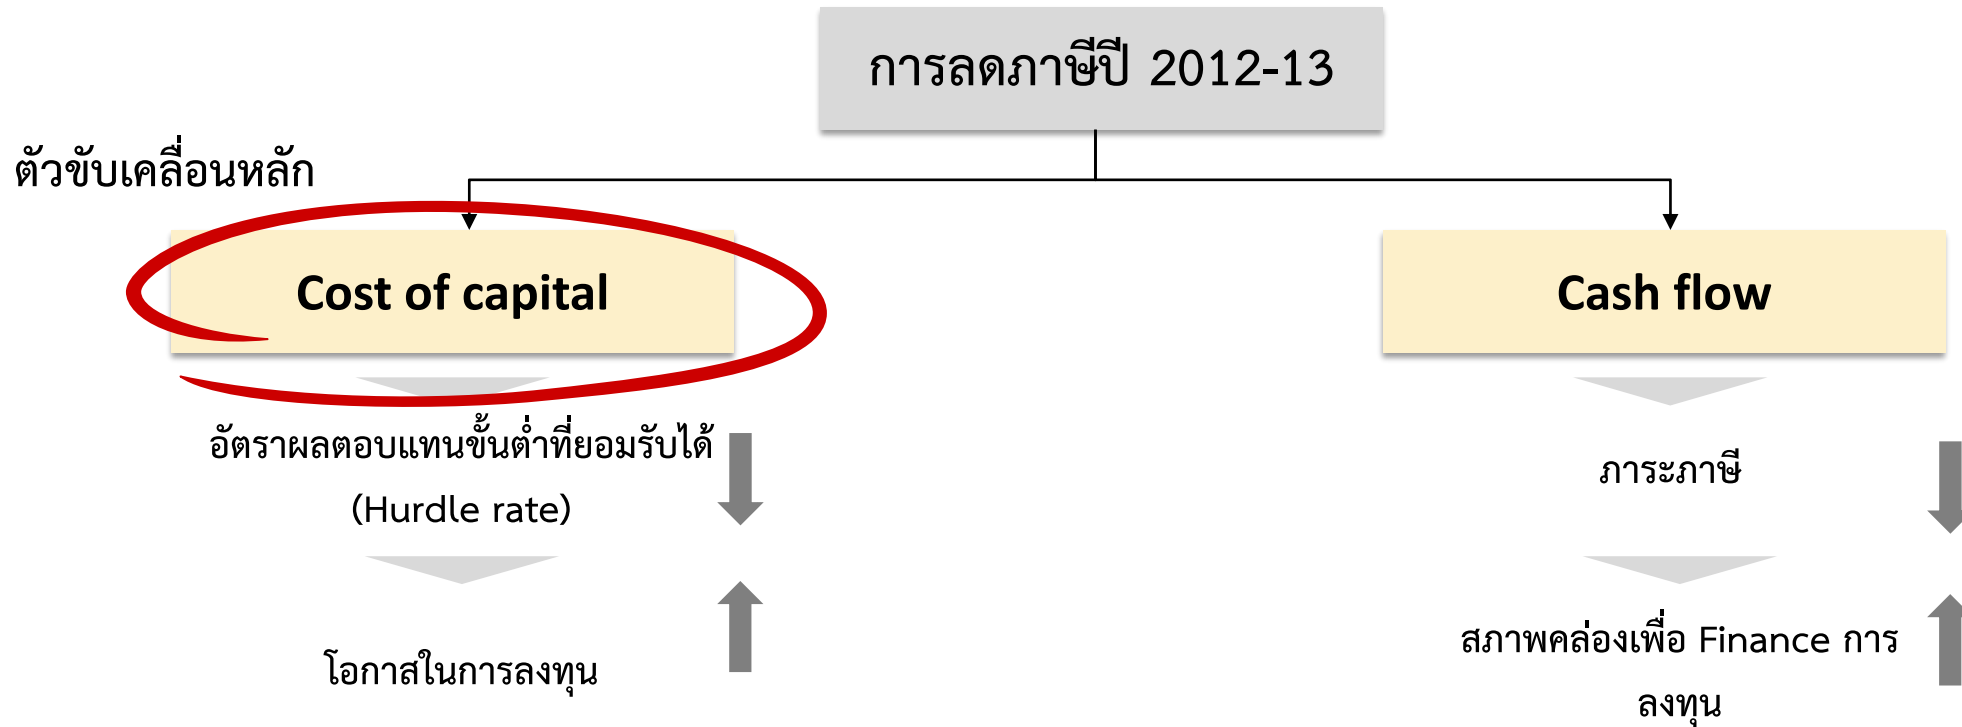 การลดภาษีปี 2012-13
ตัวขับเคลื่อนหลัก
Cost of capital
Cash flow
อัตราผลตอบแทนขั้นต่ำที่ยอมรับได้
(Hurdle rate)
ภาระภาษี
โอกาสในการลงทุน
สภาพคล่องเพื่อ Finance การ
ลงทุน